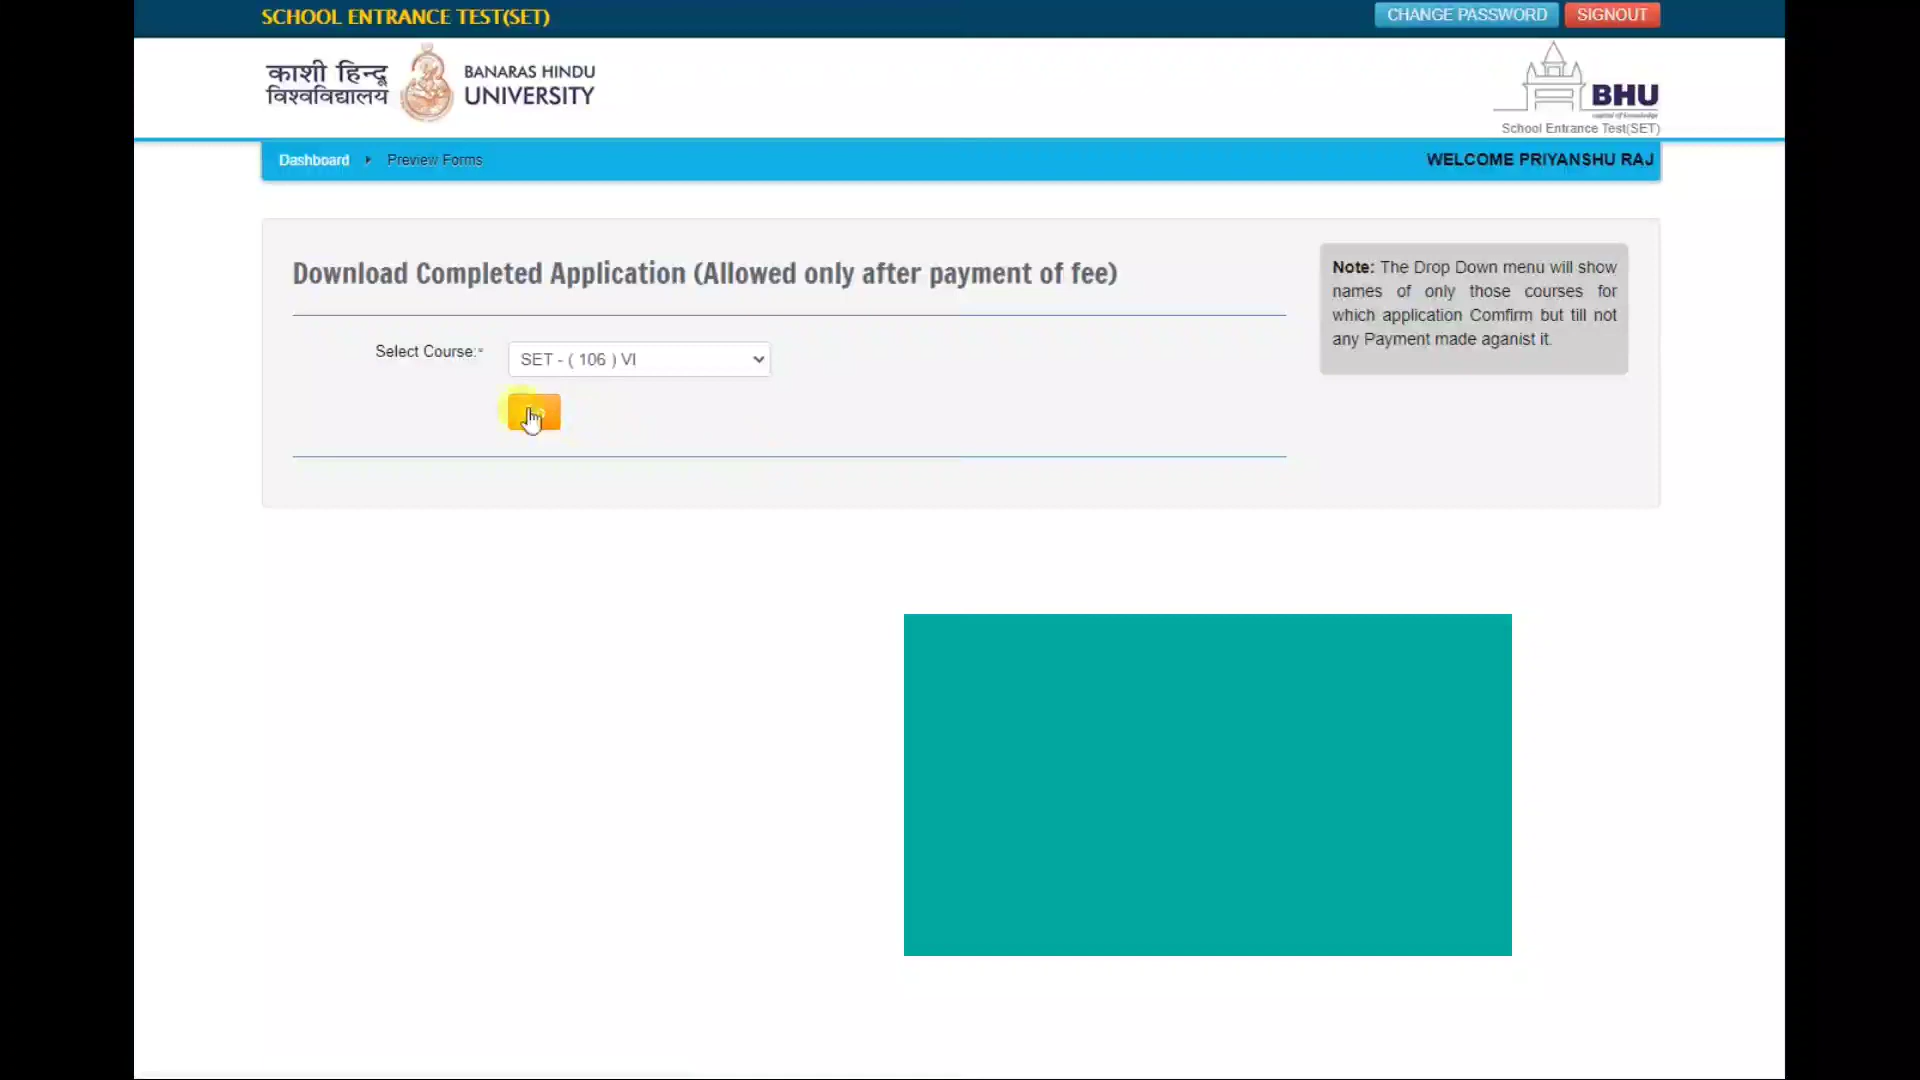 SCHOOL ENTRANCE TEST(SET)
CHANGE PASSWORD
SIGNOUT
काशी हिन्दू
विश्वविद्यालय
BANARAS HINDU
UNIVERSITY
BHU
capital of knowledge
School Entrance Test(SET)
Dashboard
Preview Forms
WELCOME PRIYANSHU RAJ
Download Completed Application (Allowed only after payment of fee)
Select Course:*
SET - ( 106 ) VI
Note: The Drop Down menu will show
names of only those courses for
which application Comfirm but till not
any Payment made aganist it.